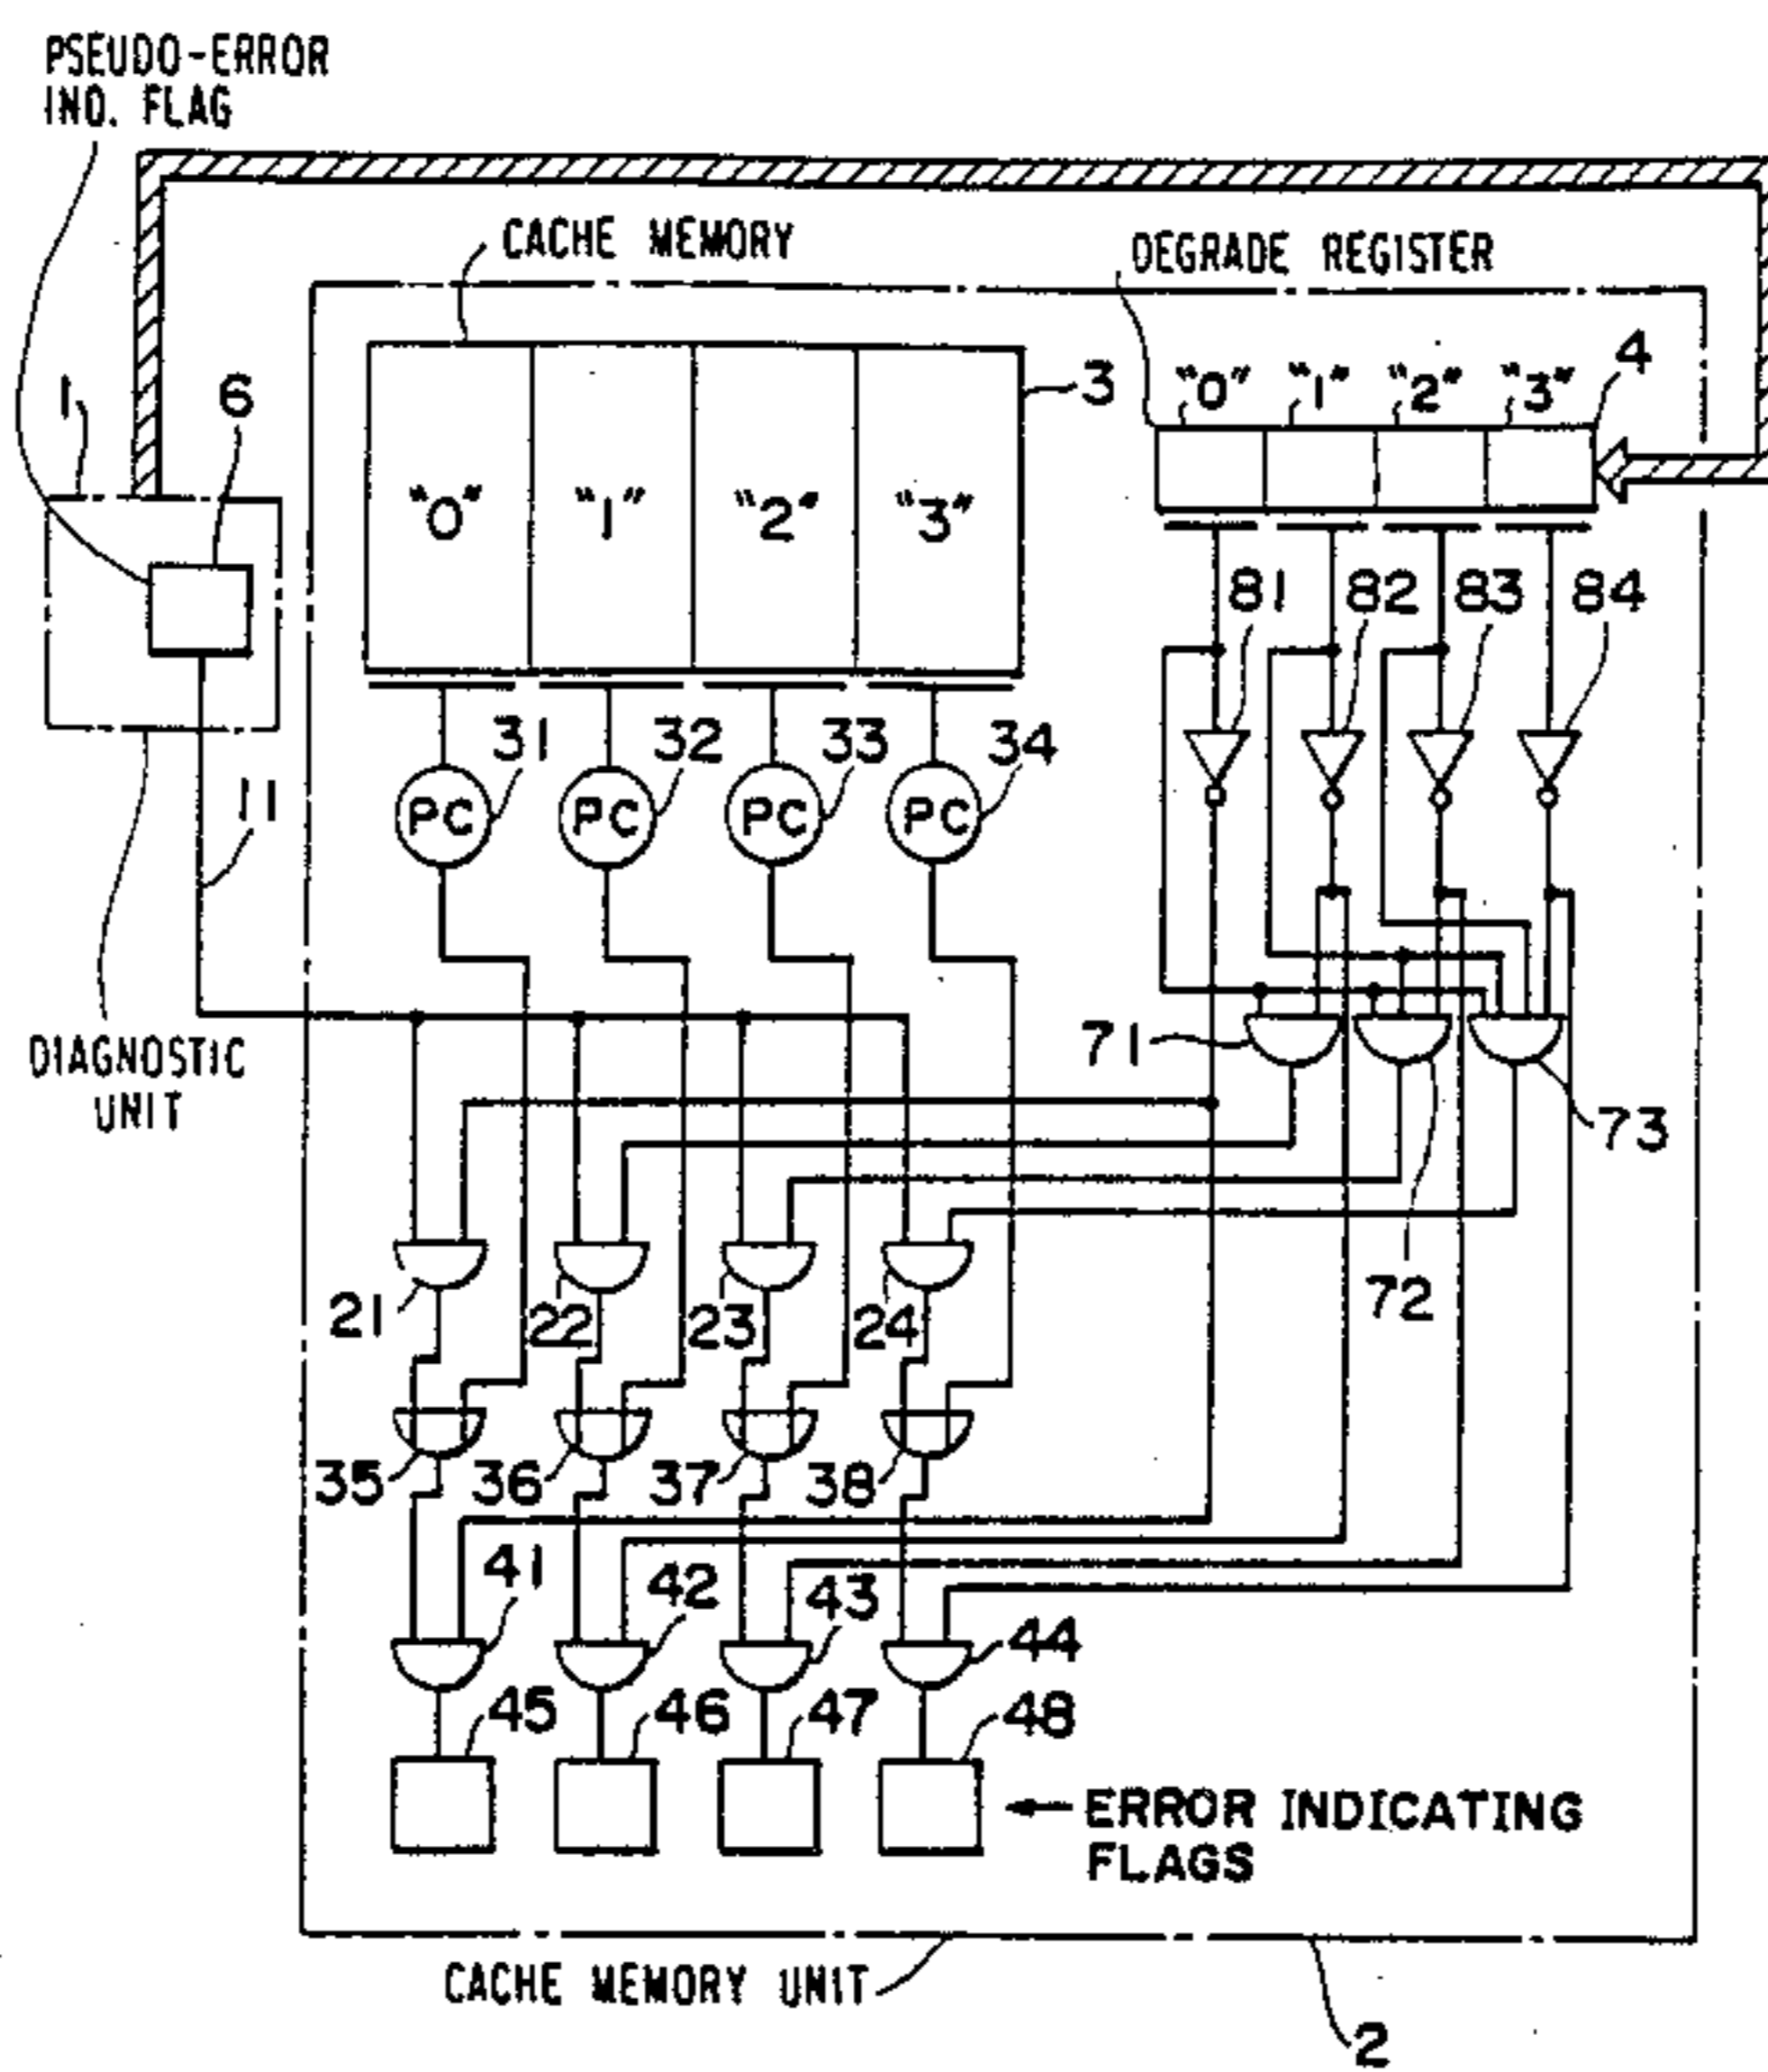 PSEUDO-ERROR
IND. FLAG
CACHE MEMORY
DEGRADE REGISTER
1
6
3
"0" "1" "2" "3"
4
"0" "1" "2" "3"
81 82 83 84
31 32 33 34
PC PC PC PC
11
DIAGNOSTIC
UNIT
71
73
72
21 22 23 24
35 36 37 38
41 42 43 44
45 46 47 48
ERROR INDICATING
FLAGS
CACHE MEMORY UNIT
2